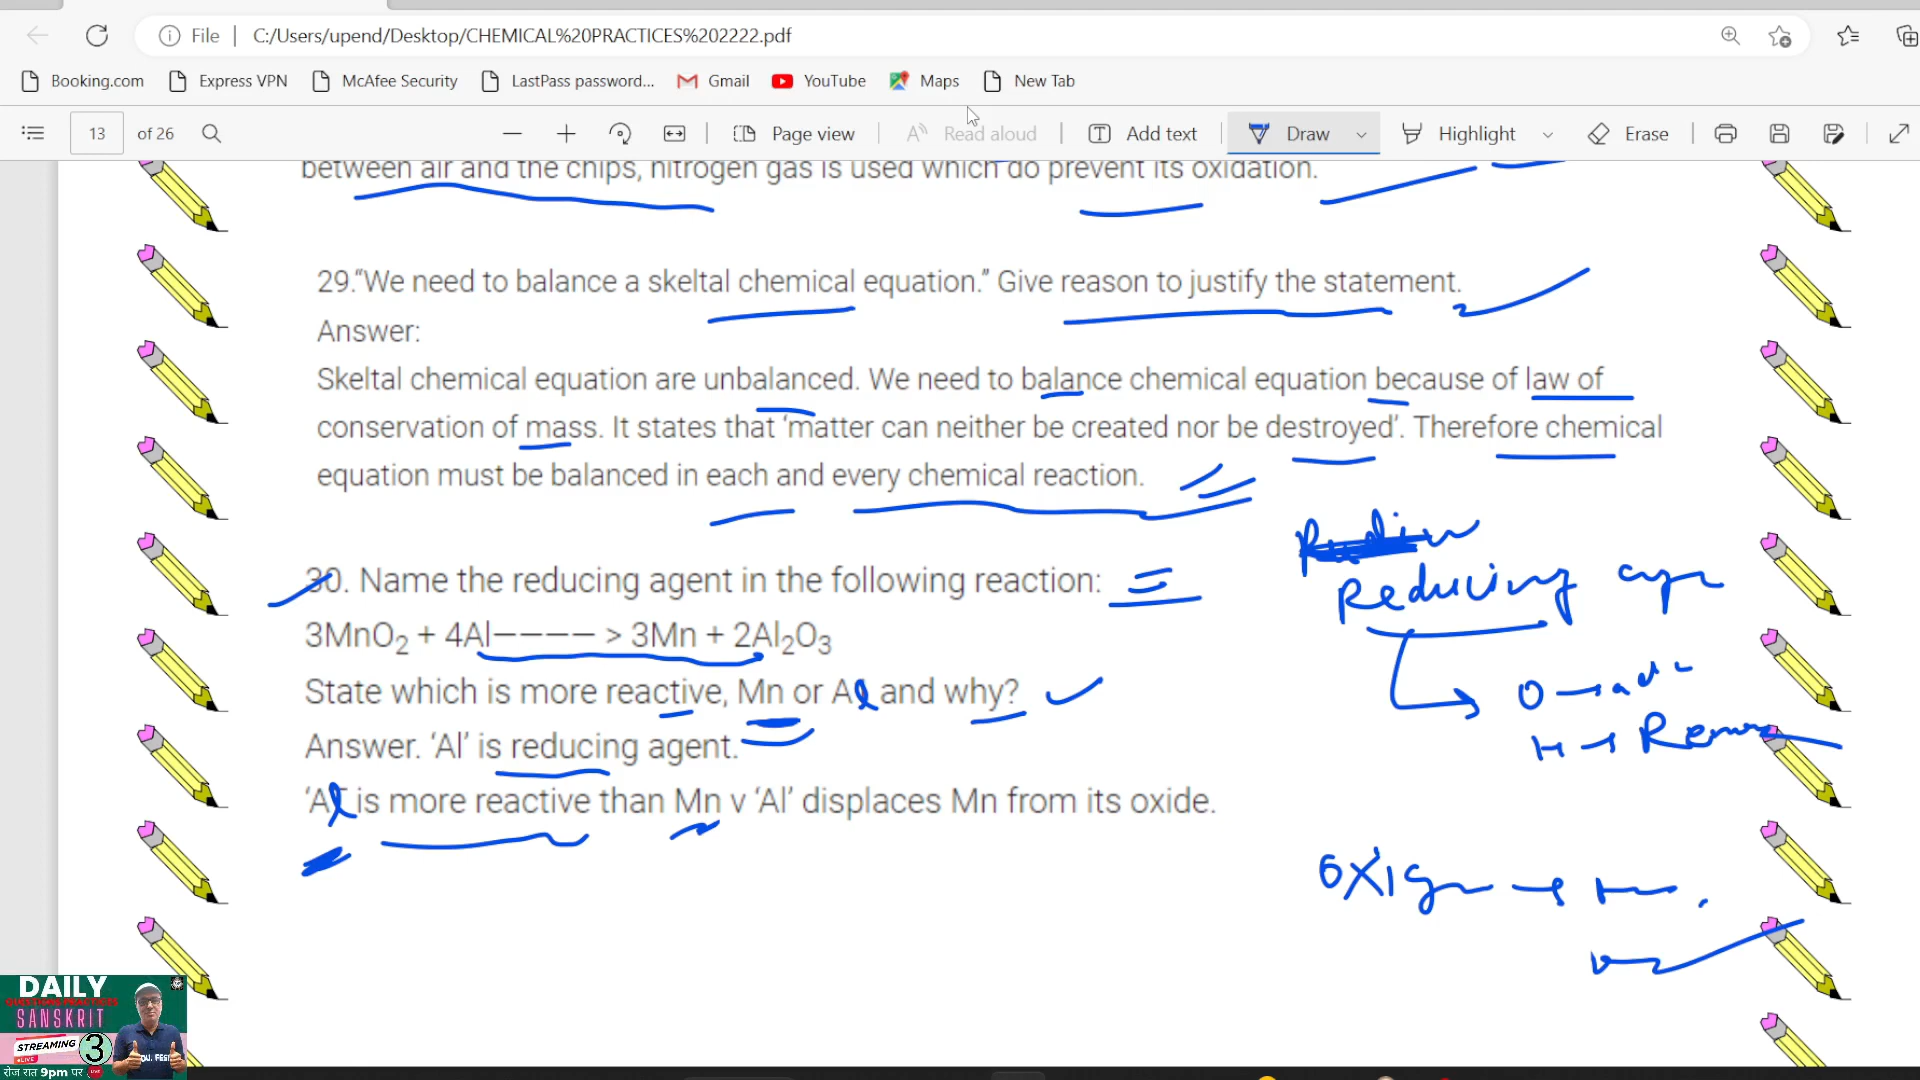 File | C:/Users/upend/Desktop/CHEMICAL%20PRACTICES%202222.pdf
Booking.com Express VPN McAfee Security LastPass password... Gmail YouTube Maps New Tab
13 of 26 Page view Read aloud Add text Draw Highlight Erase
between air and the chips, nitrogen gas is used which do prevent its oxidation.
29.“We need to balance a skeltal chemical equation.” Give reason to justify the statement.
Answer:
Skeltal chemical equation are unbalanced. We need to balance chemical equation because of law of
conservation of mass. It states that ‘matter can neither be created nor be destroyed’. Therefore chemical
equation must be balanced in each and every chemical reaction.
30. Name the reducing agent in the following reaction:
Reducing
3MnO₂ + 4Al———— > 3Mn + 2Al₂O₃
State which is more reactive, Mn or Al and why?
Answer. ‘Al’ is reducing agent.
‘Al is more reactive than Mn v ‘Al’ displaces Mn from its oxide.
DAILY
QUESTIONS PRACTICES
SANSKRIT
STREAMING
LIVE
3
रोज रात 9pm पर LIVE